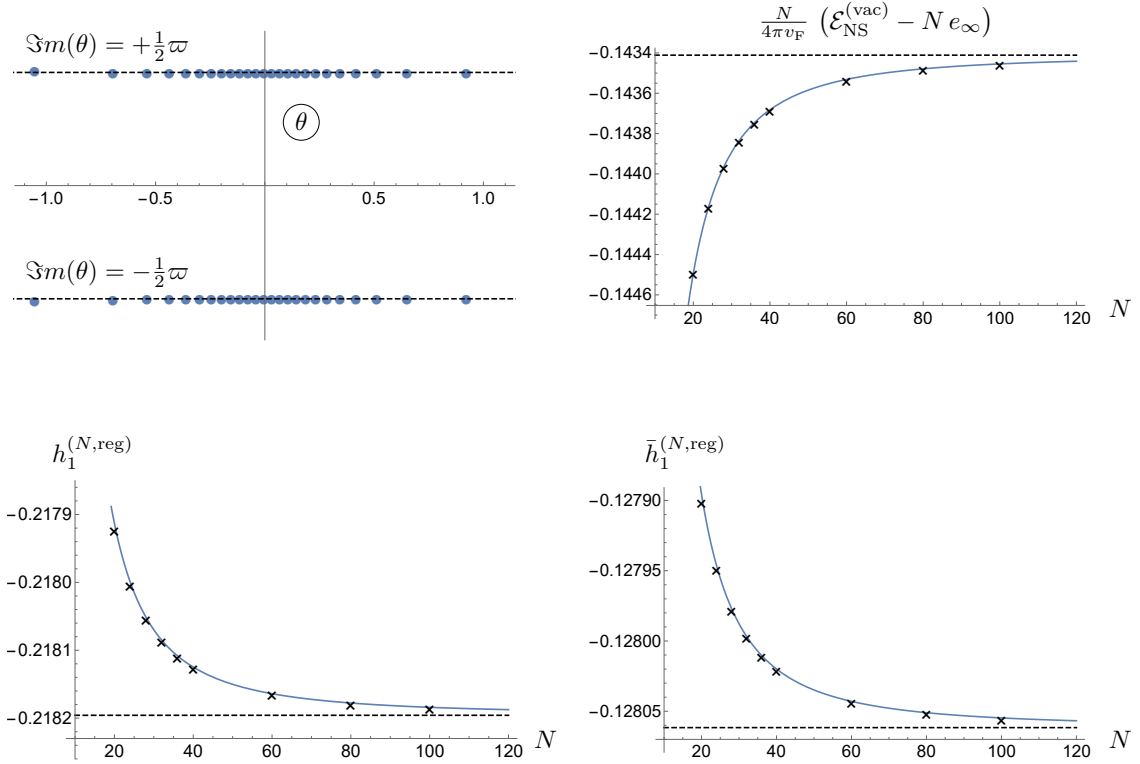 ℑm(θ) = +½ϖ
θ
−1.0 −0.5 0.5 1.0
ℑm(θ) = −½ϖ
N/(4πv_F) (𝓔_NS^(vac) − N e_∞)
−0.1434
−0.1436
−0.1438
−0.1440
−0.1442
−0.1444
−0.1446
20 40 60 80 100 120 N
h_1^(N,reg)
−0.2179
−0.2180
−0.2181
−0.2182
20 40 60 80 100 120 N
h̄_1^(N,reg)
−0.12790
−0.12795
−0.12800
−0.12805
20 40 60 80 100 120 N